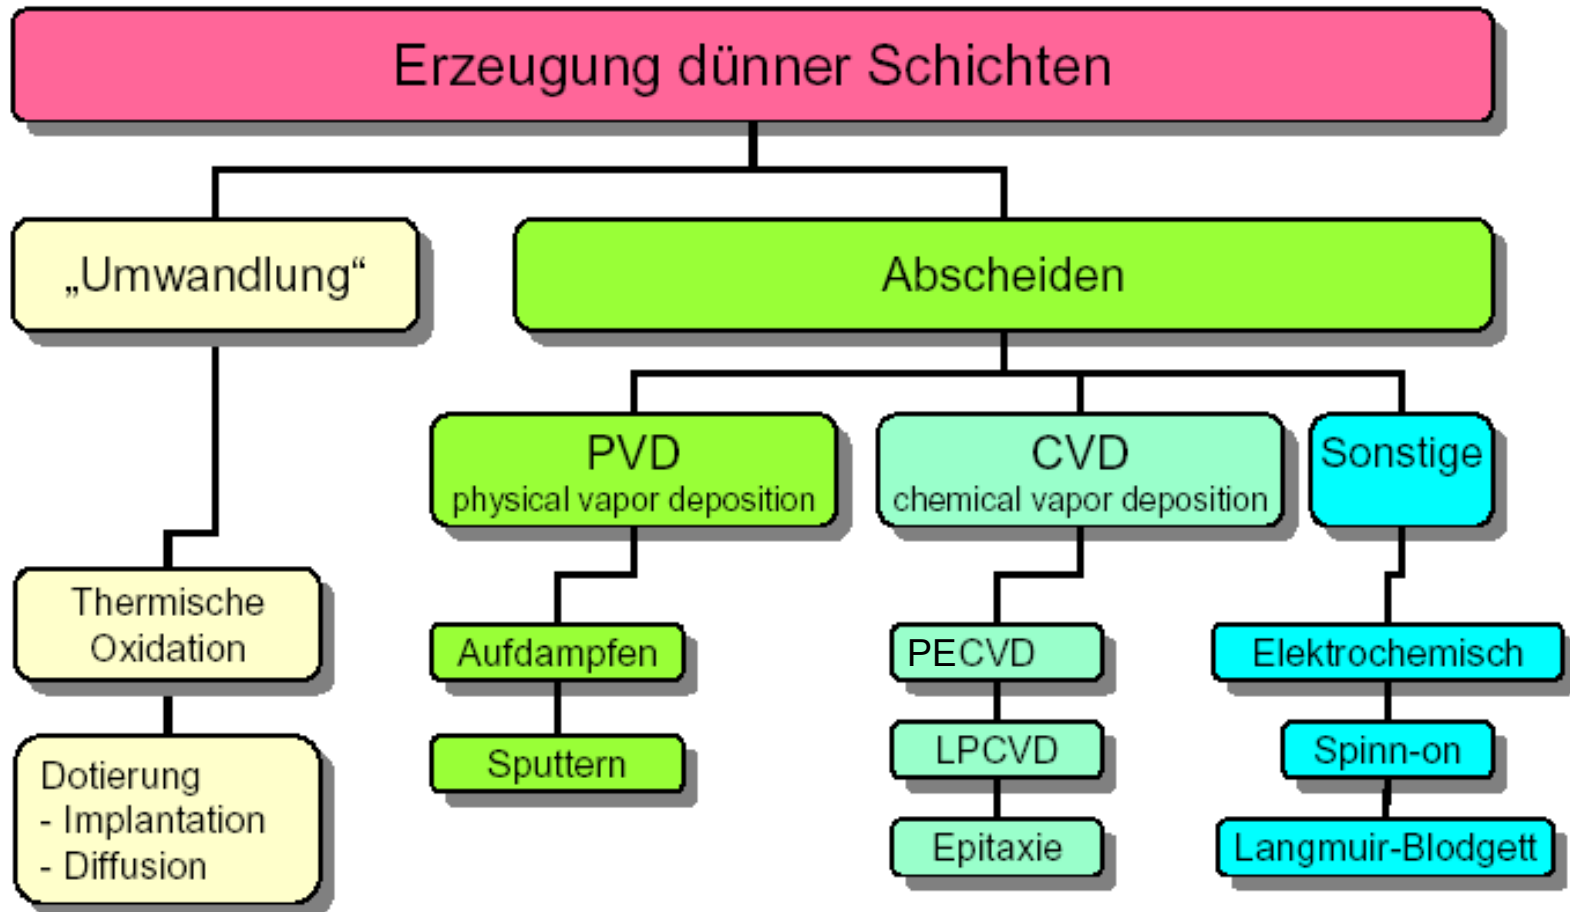 Erzeugung dünner Schichten
„Umwandlung“
Abscheiden
PVD
physical vapor deposition
CVD
chemical vapor deposition
Sonstige
Thermische
Oxidation
Aufdampfen
PECVD
Elektrochemisch
Sputtern
LPCVD
Spinn-on
Dotierung
- Implantation
- Diffusion
Epitaxie
Langmuir-Blodgett